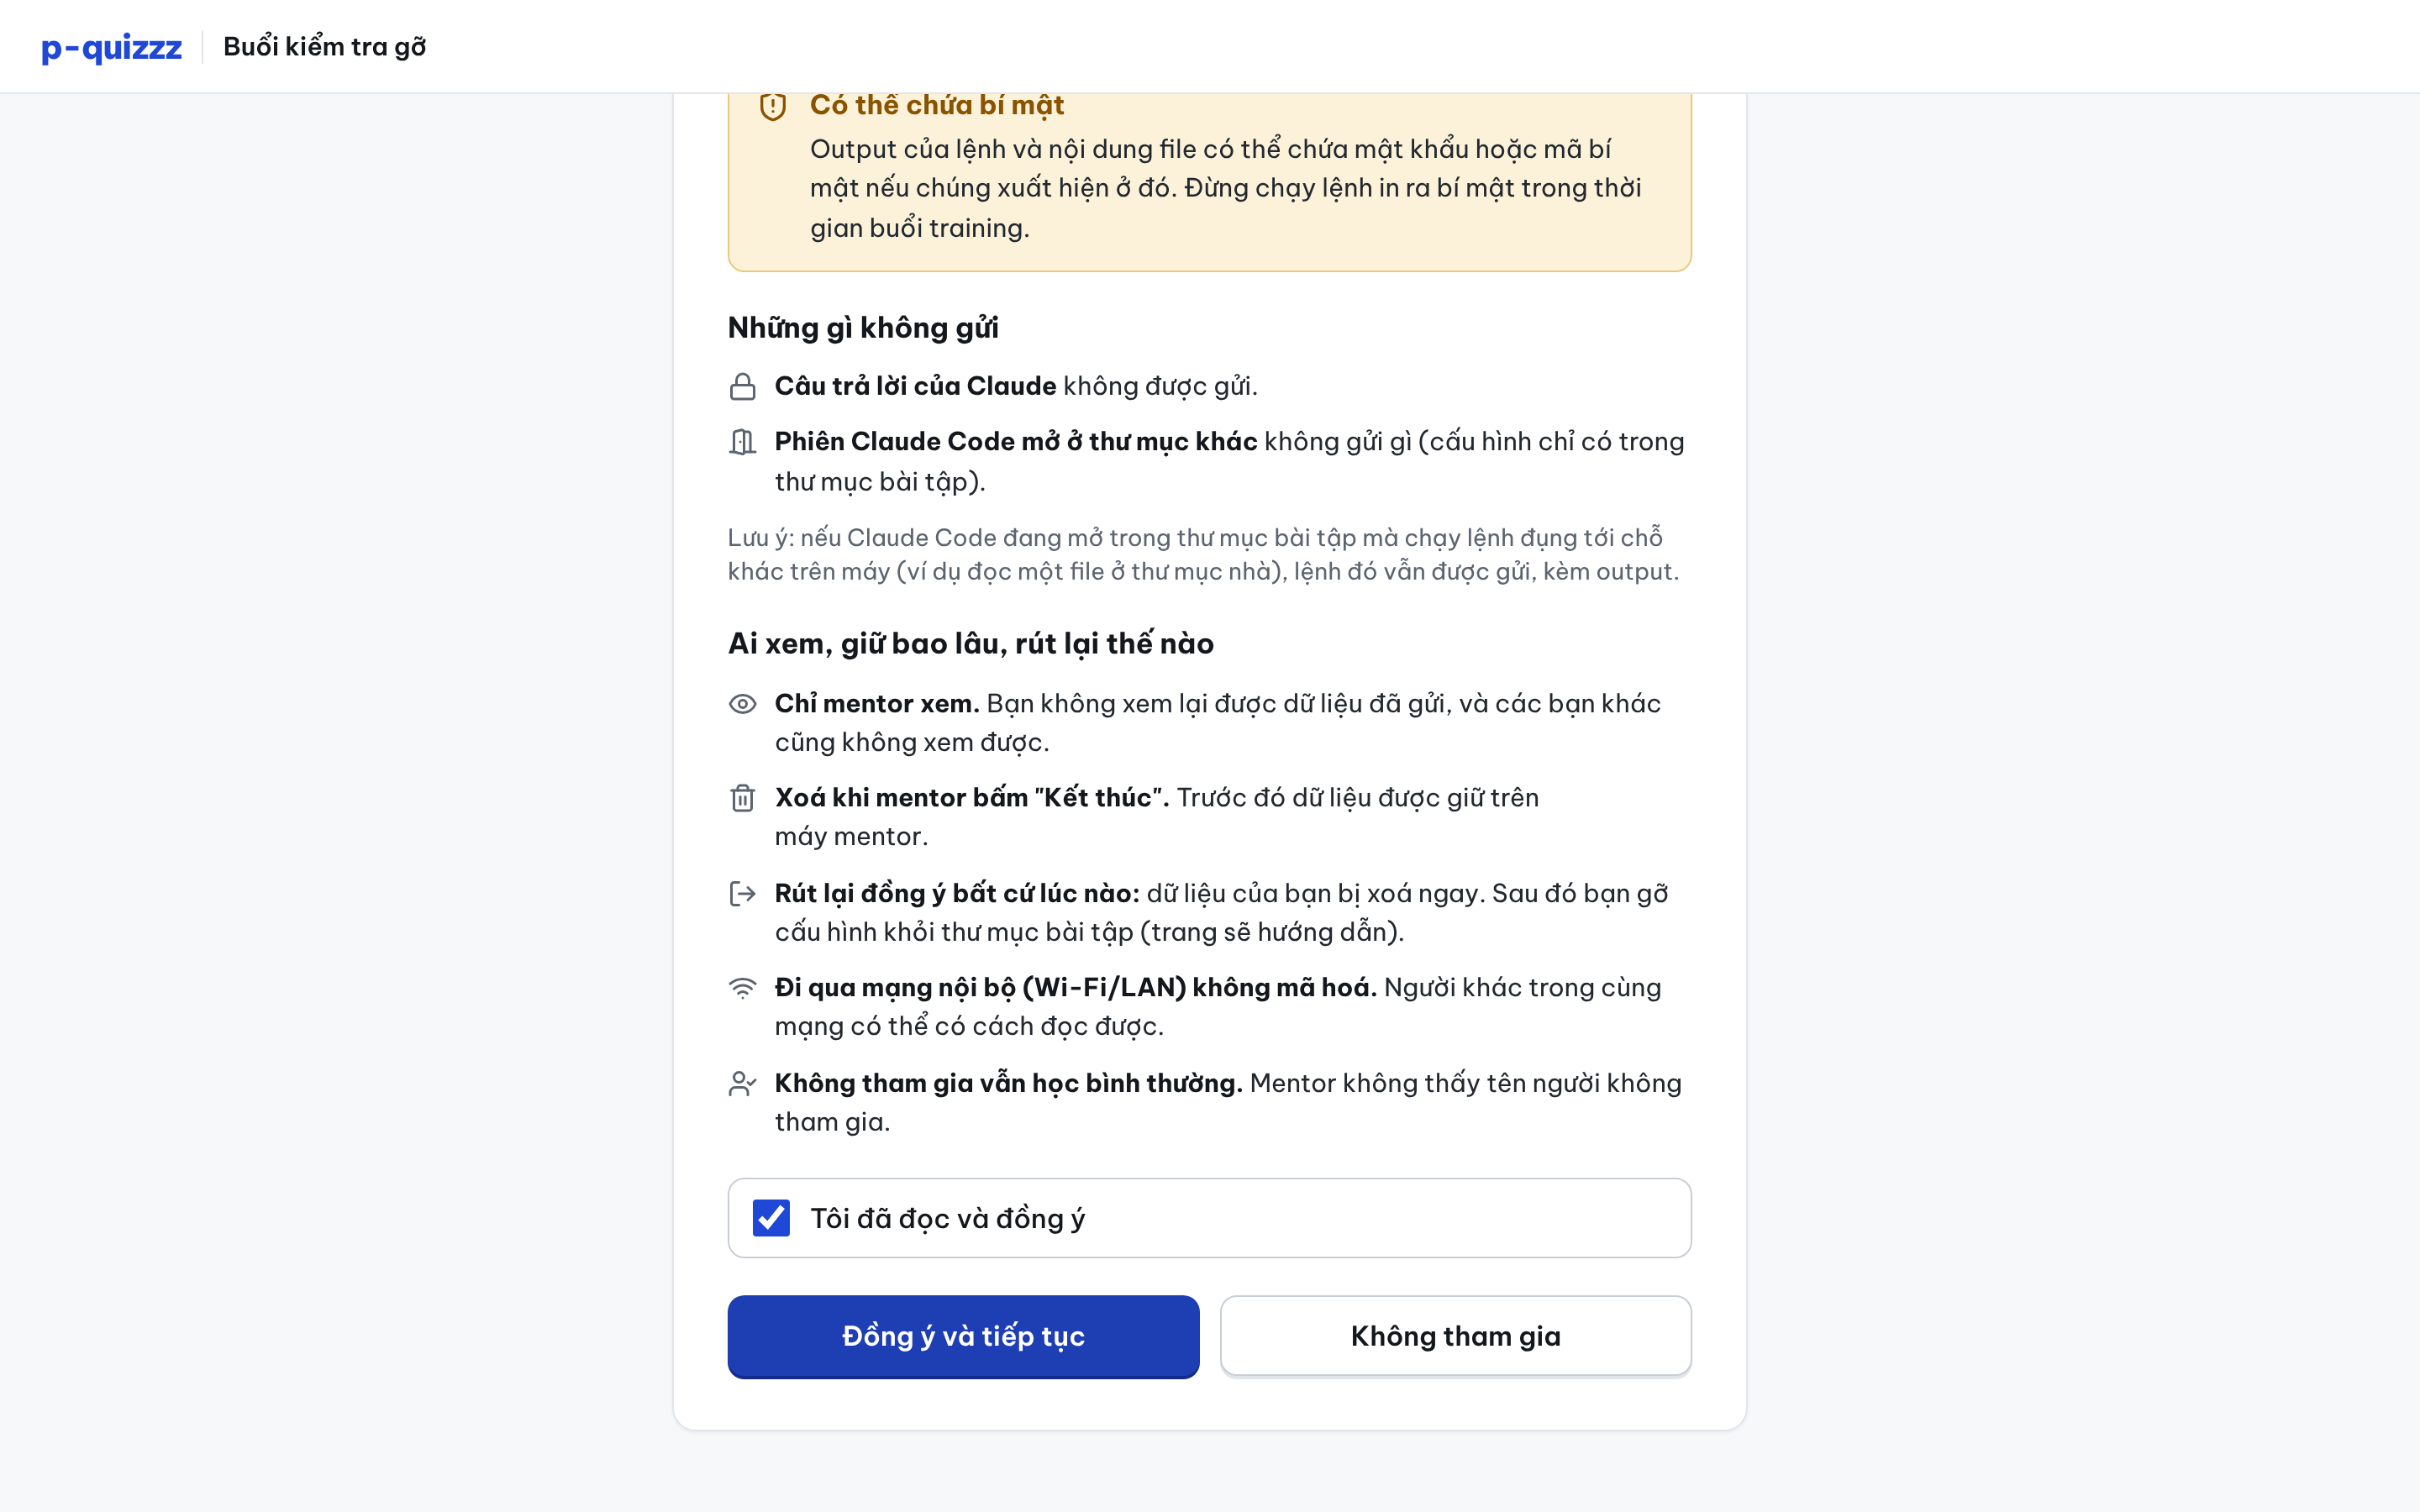 p-quizzz
Buổi kiểm tra gỡ
Có thể chứa bí mật
Output của lệnh và nội dung file có thể chứa mật khẩu hoặc mã bí
mật nếu chúng xuất hiện ở đó. Đừng chạy lệnh in ra bí mật trong thời
gian buổi training.
Những gì không gửi
Câu trả lời của Claude không được gửi.
Phiên Claude Code mở ở thư mục khác không gửi gì (cấu hình chỉ có trong
thư mục bài tập).
Lưu ý: nếu Claude Code đang mở trong thư mục bài tập mà chạy lệnh đụng tới chỗ
khác trên máy (ví dụ đọc một file ở thư mục nhà), lệnh đó vẫn được gửi, kèm output.
Ai xem, giữ bao lâu, rút lại thế nào
Chỉ mentor xem. Bạn không xem lại được dữ liệu đã gửi, và các bạn khác
cũng không xem được.
Xoá khi mentor bấm "Kết thúc". Trước đó dữ liệu được giữ trên
máy mentor.
Rút lại đồng ý bất cứ lúc nào: dữ liệu của bạn bị xoá ngay. Sau đó bạn gỡ
cấu hình khỏi thư mục bài tập (trang sẽ hướng dẫn).
Đi qua mạng nội bộ (Wi-Fi/LAN) không mã hoá. Người khác trong cùng
mạng có thể có cách đọc được.
Không tham gia vẫn học bình thường. Mentor không thấy tên người không
tham gia.
Tôi đã đọc và đồng ý
Đồng ý và tiếp tục
Không tham gia